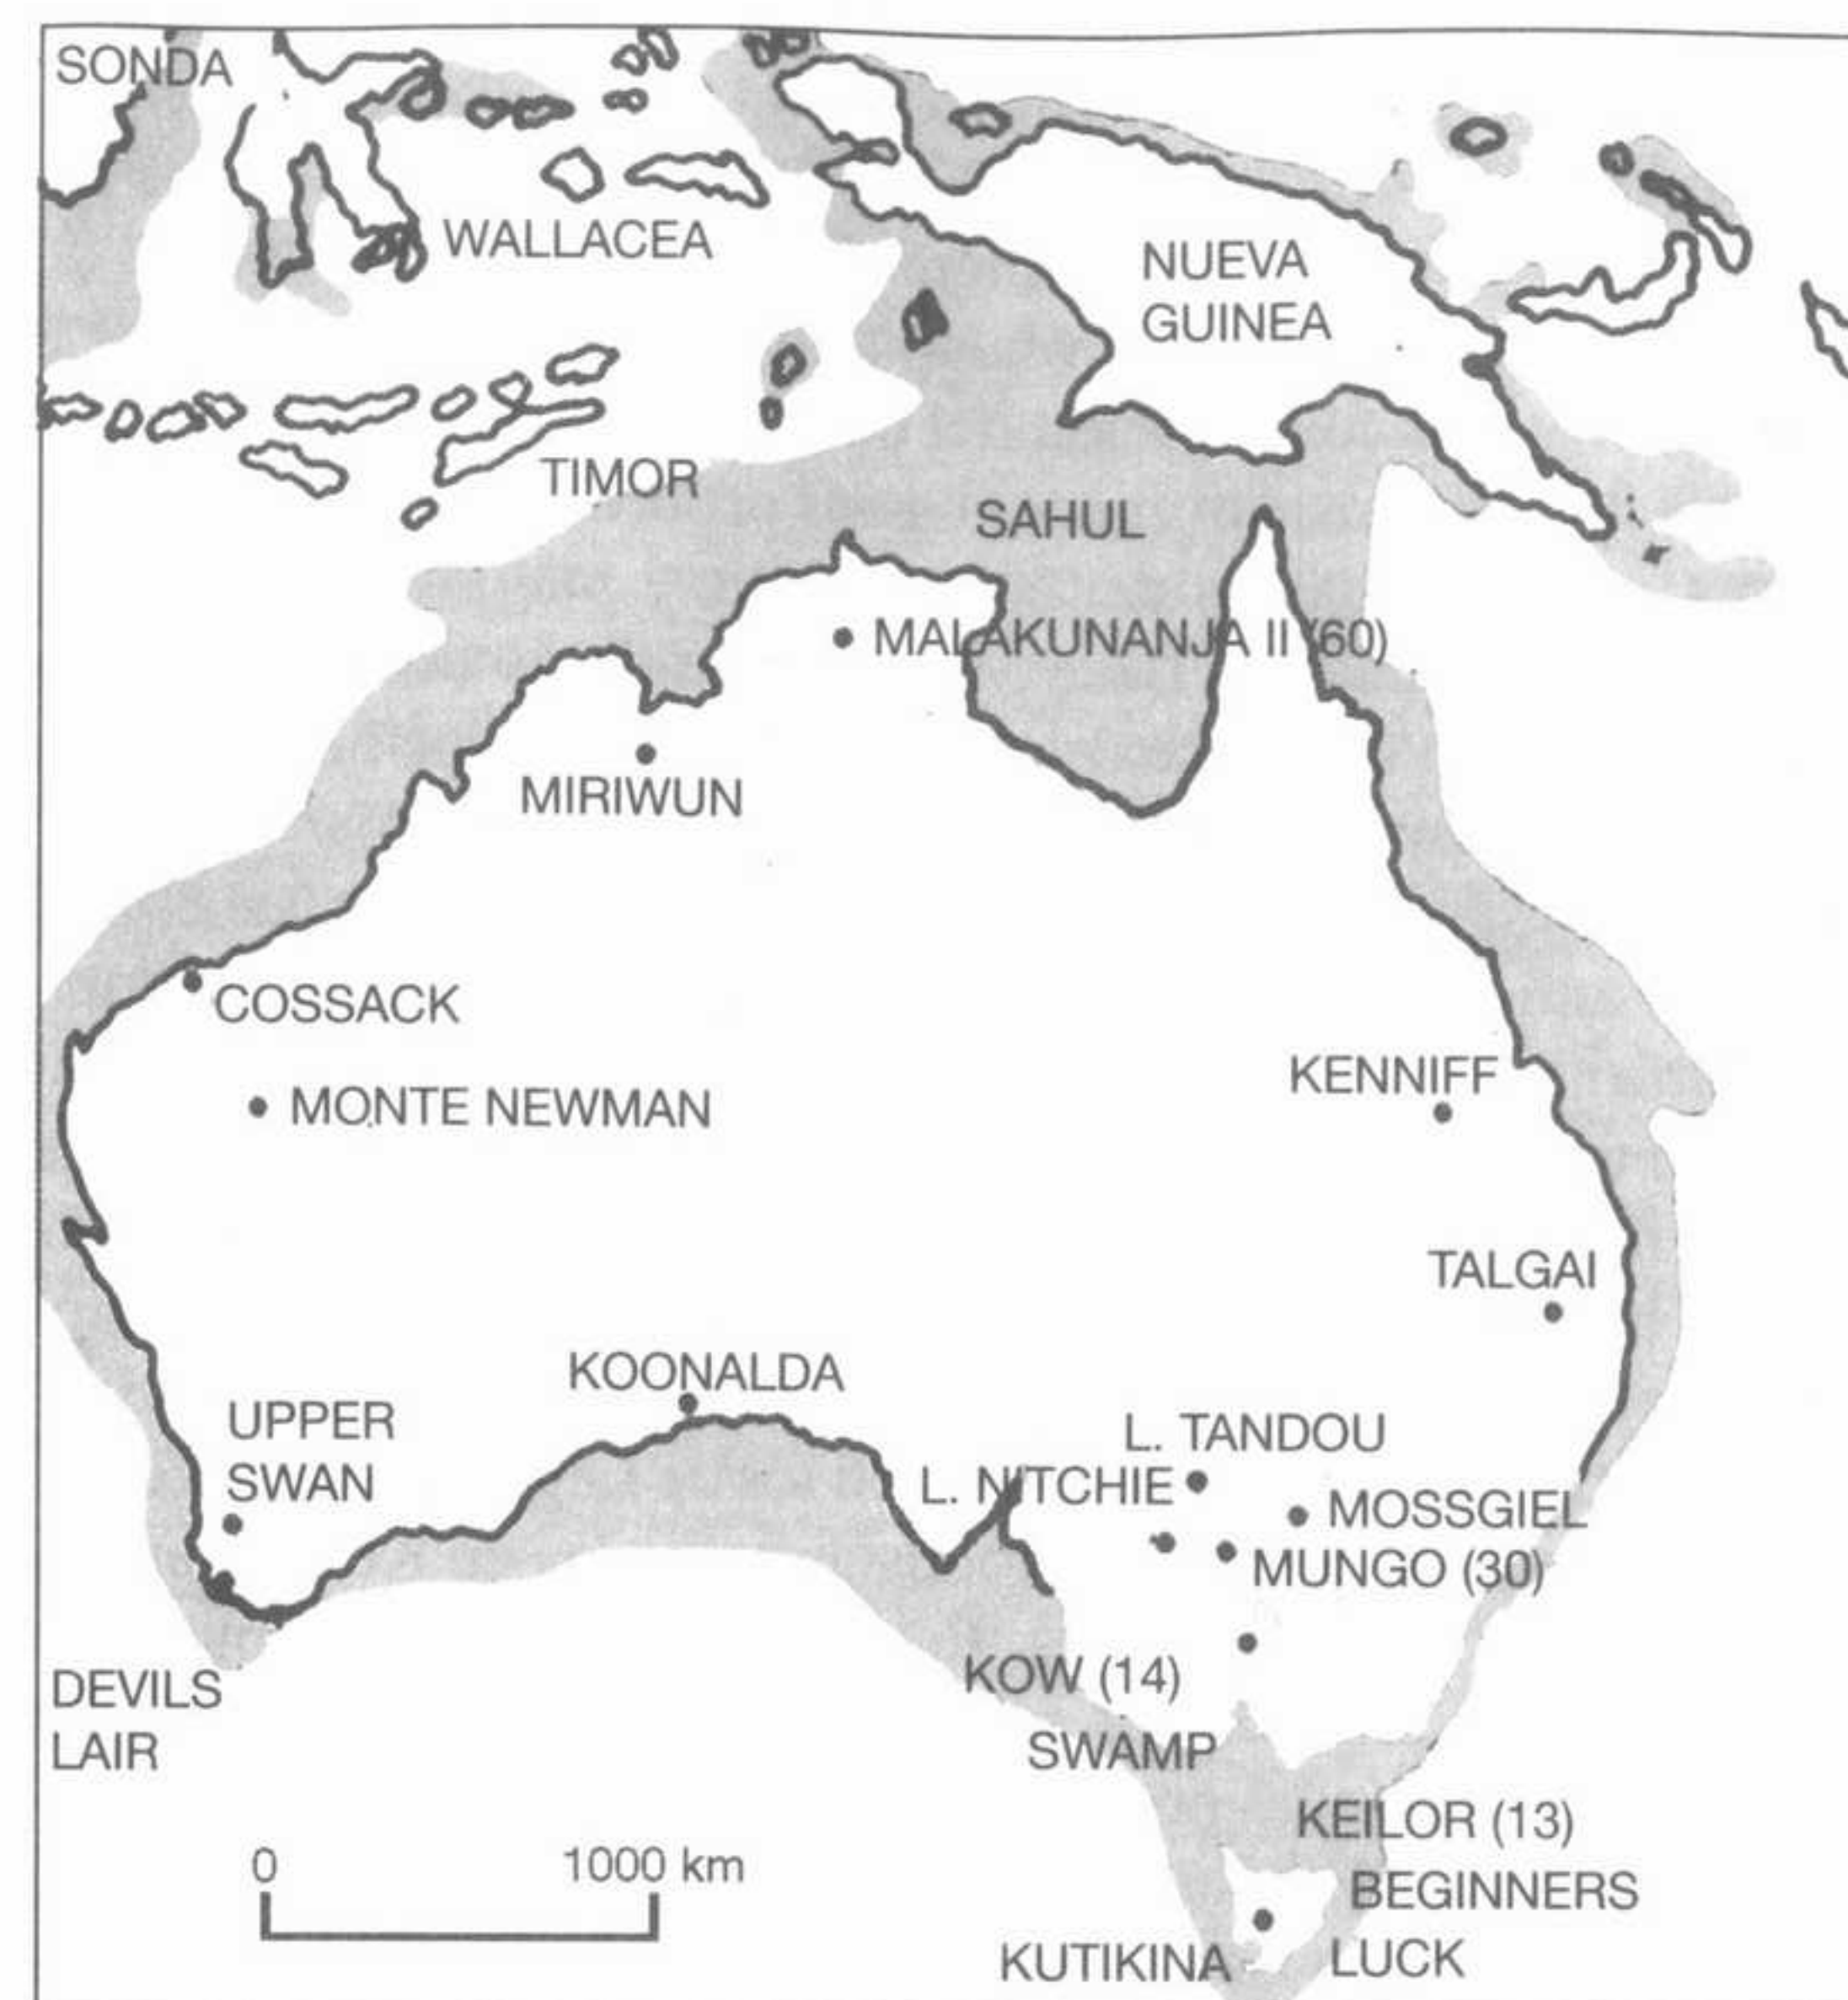 SONDA
WALLACEA
NUEVA
GUINEA
TIMOR
SAHUL
MALAKUNANJA II (60)
MIRIWUN
COSSACK
MONTE NEWMAN
KENNIFF
TALGAI
KOONALDA
UPPER
SWAN
L. TANDOU
L. NITCHIE
MOSSGIEL
MUNGO (30)
DEVILS
LAIR
KOW (14)
SWAMP
KEILOR (13)
BEGINNERS
LUCK
KUTIKINA
0 1000 km